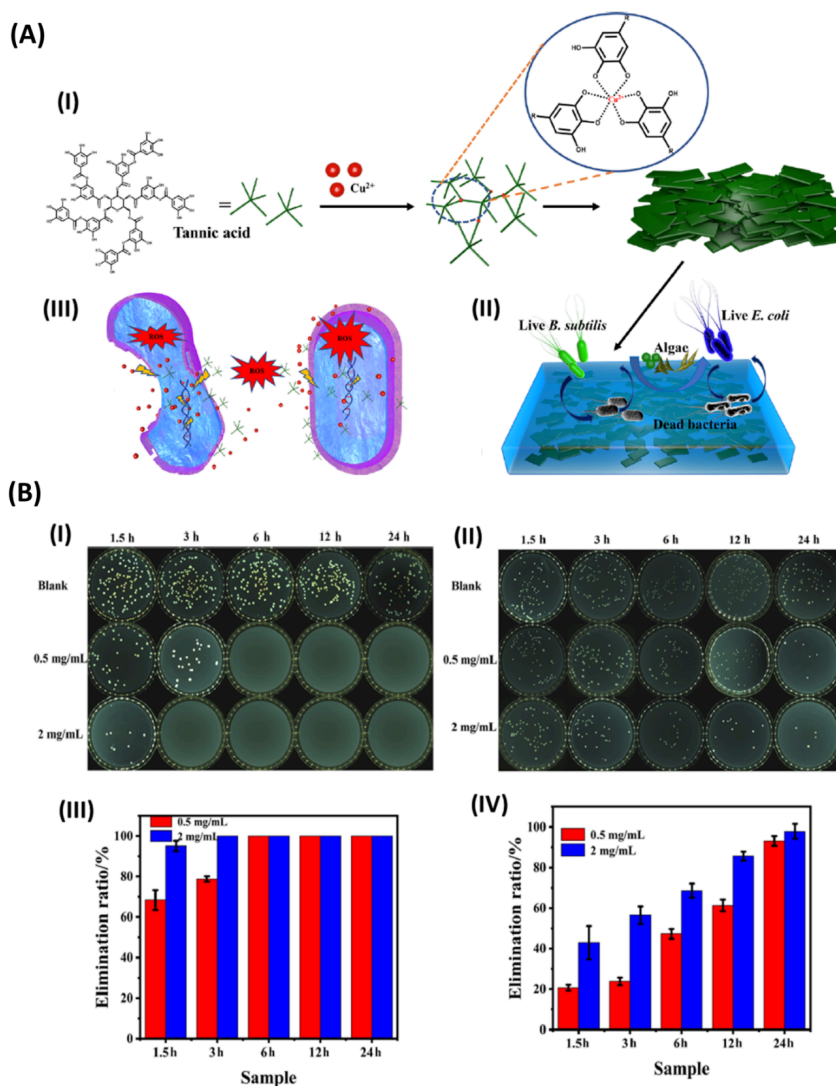 (A)
(I)
R
HO
O
O
O
O
Cu²⁺
O
O
OH
R
OH
R
Cu²⁺
=
Tannic acid
(III)
(II)
Live B. subtilis
Live E. coli
Algae
Dead bacteria
ROS
ROS
ROS
(B)
(I)
1.5 h 3 h 6 h 12 h 24 h
Blank
0.5 mg/mL
2 mg/mL
(II)
1.5 h 3 h 6 h 12 h 24 h
Blank
0.5 mg/mL
2 mg/mL
(III)
0.5 mg/mL
2 mg/mL
Elimination ratio/%
100
80
60
40
20
0
1.5h 3h 6h 12h 24h
Sample
(IV)
0.5 mg/mL
2 mg/mL
Elimination ratio/%
100
80
60
40
20
0
1.5h 3h 6h 12h 24h
Sample